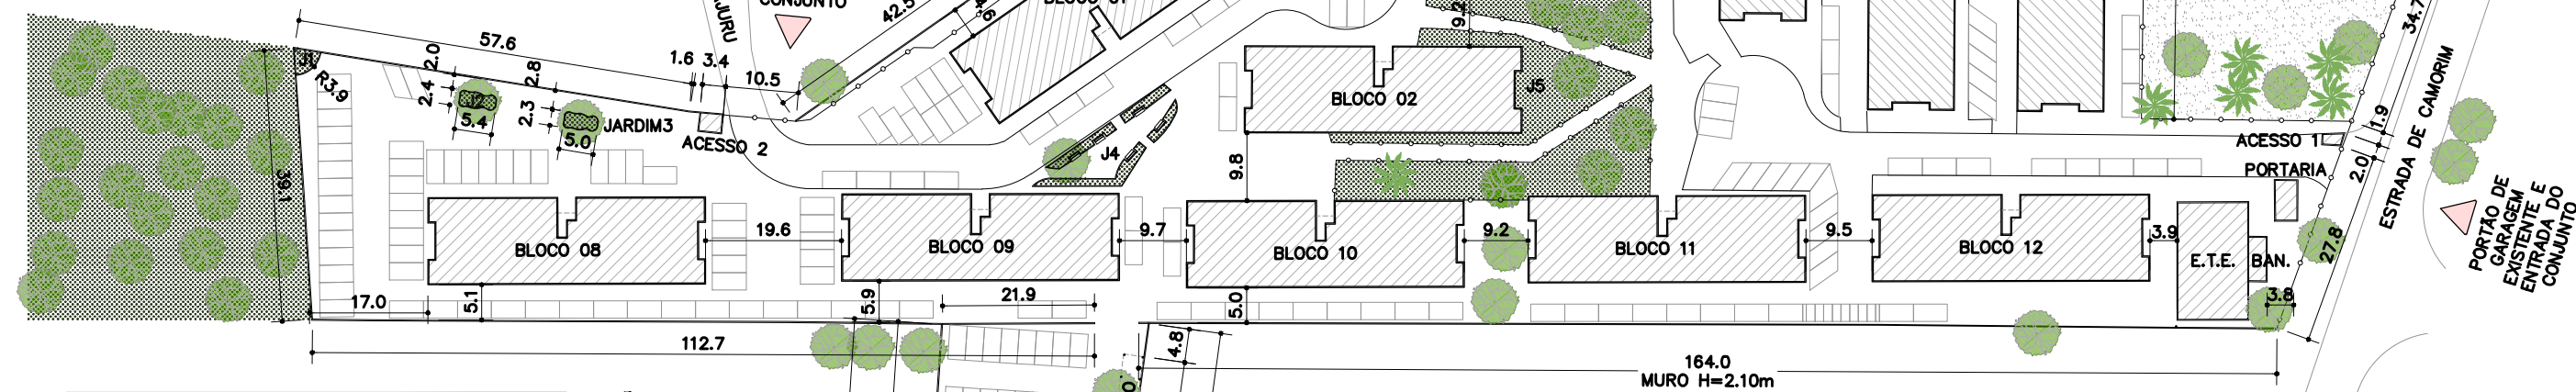 CONJUNTO
57.6
42.5
9.2
34.7
2.0
2.8
1.6
3.4
10.5
J1
R3.9
2.4
J2
5.4
2.3
5.0
JARDIM3
ACESSO 2
J4
BLOCO 02
J5
9.8
39.1
ACESSO 1
PORTARIA
1.9
2.0
ESTRADA DE CAMORIM
PORTÃO DE
GARAGEM
EXISTENTE E
ENTRADA DO
CONJUNTO
BLOCO 08
19.6
BLOCO 09
9.7
BLOCO 10
9.2
BLOCO 11
9.5
BLOCO 12
3.9
E.T.E.
BAN.
27.8
3.8
17.0
5.1
5.9
21.9
5.0
112.7
4.8
164.0
MURO H=2.10m